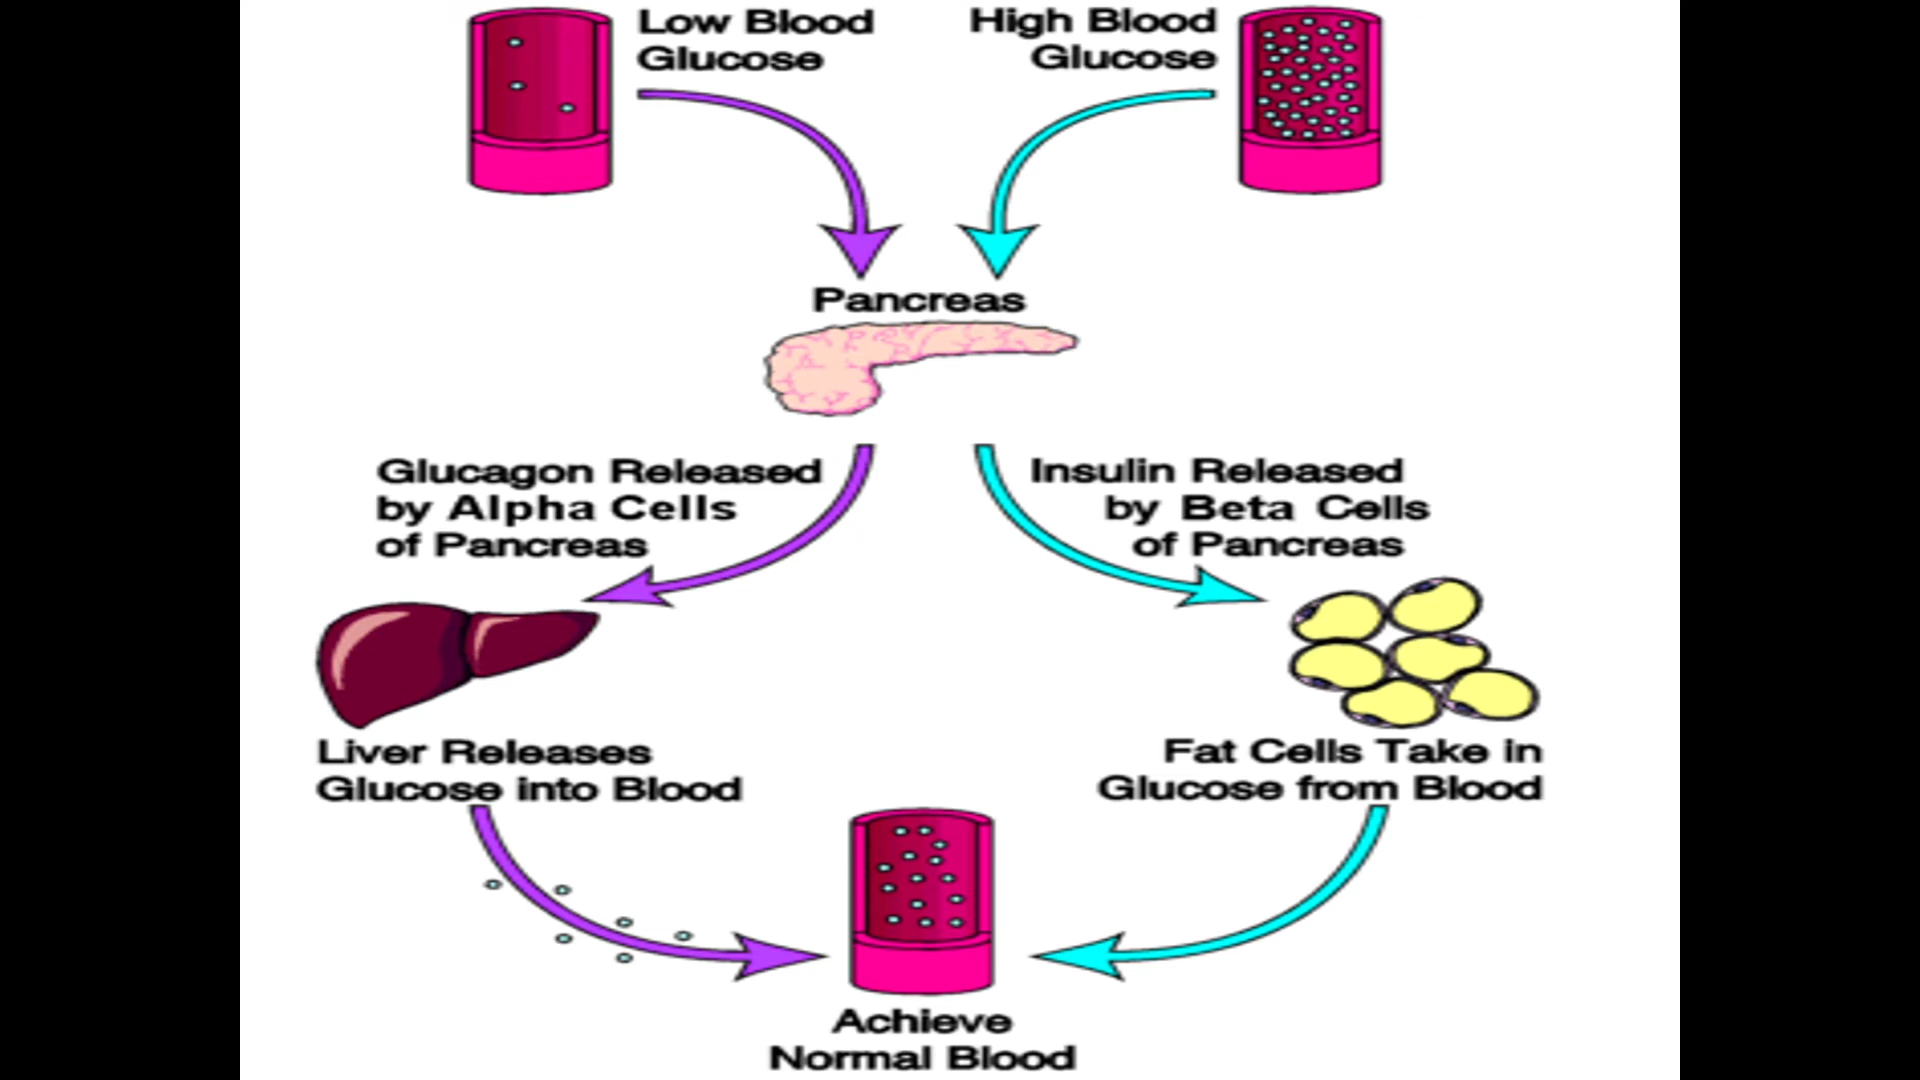 Low Blood
Glucose
High Blood
Glucose
Pancreas
Glucagon Released
by Alpha Cells
of Pancreas
Insulin Released
by Beta Cells
of Pancreas
Liver Releases
Glucose into Blood
Fat Cells Take in
Glucose from Blood
Achieve
Normal Blood